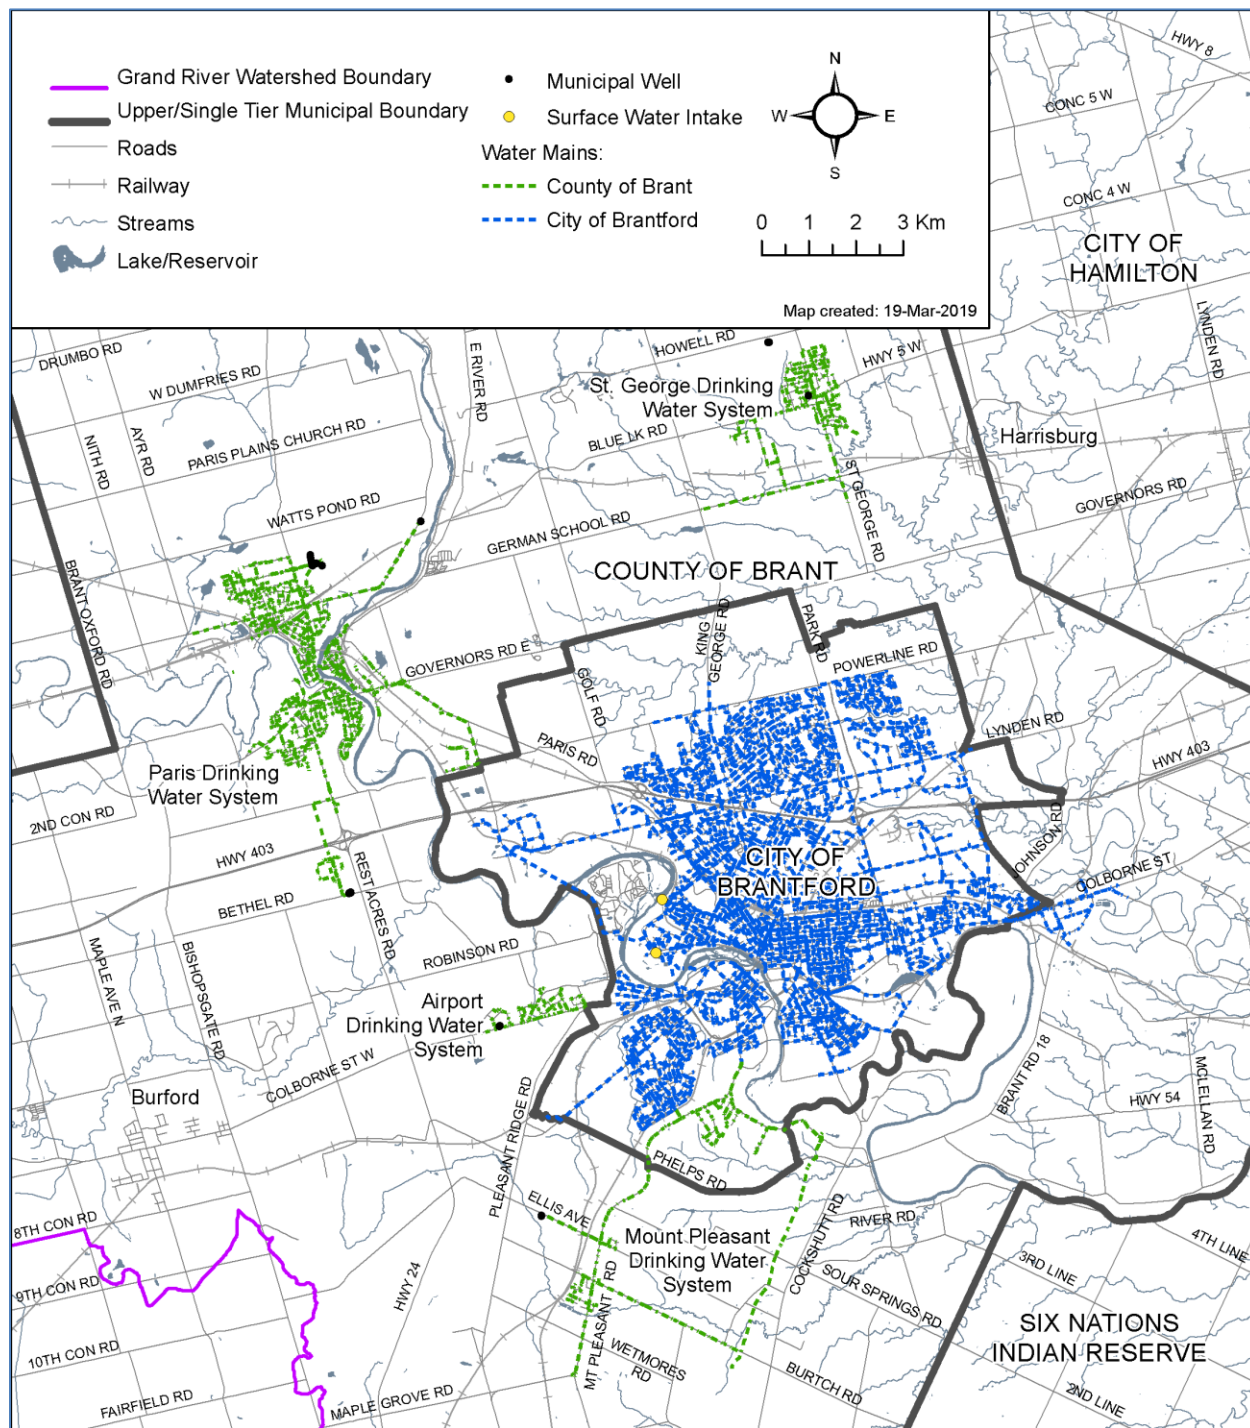 Grand River Watershed Boundary
Upper/Single Tier Municipal Boundary
Roads
Railway
Streams
Lake/Reservoir
Municipal Well
Surface Water Intake
Water Mains:
County of Brant
City of Brantford
N
W E
S
0 1 2 3 Km
Map created: 19-Mar-2019
HWY 8
CONC 5 W
CONC 4 W
CITY OF
HAMILTON
LYNDEN RD
DRUMBO RD
W DUMFRIES RD
E RIVER RD
HOWELL RD
HWY 5 W
St. George Drinking
Water System
NITH RD
AYR RD
PARIS PLAINS CHURCH RD
BLUE LK RD
Harrisburg
WATTS POND RD
GERMAN SCHOOL RD
ST GEORGE RD
GOVERNORS RD
BRANT OXFORD RD
COUNTY OF BRANT
KING
GEORGE RD
PARK RD
POWERLINE RD
GOVERNORS RD E
GOLF RD
PARIS RD
LYNDEN RD
HWY 403
Paris Drinking
Water System
2ND CON RD
HWY 403
REST ACRES RD
BETHEL RD
CITY OF
BRANTFORD
JOHNSON RD
COLBORNE ST
MAPLE AVE N
BISHOPSGATE RD
ROBINSON RD
Airport
Drinking Water
System
COLBORNE ST W
Burford
PLEASANT RIDGE RD
BRANT RD 18
MCLELLAN RD
HWY 54
PHELPS RD
ELLIS AVE
8TH CON RD
9TH CON RD
10TH CON RD
FAIRFIELD RD
HWY 24
Mount Pleasant
Drinking Water
System
MT PLEASANT RD
COCKSHUTT RD
RIVER RD
SOUR SPRINGS RD
3RD LINE
4TH LINE
SIX NATIONS
INDIAN RESERVE
WETMORES
RD
BURTCH RD
2ND LINE
MAPLE GROVE RD